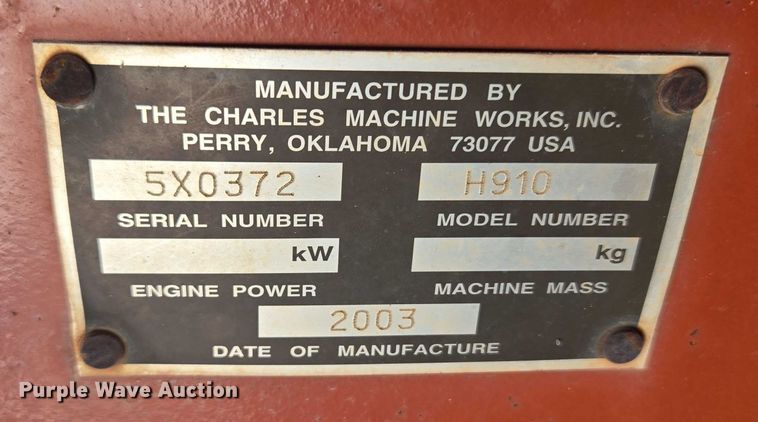 MANUFACTURED BY
THE CHARLES MACHINE WORKS, INC.
PERRY, OKLAHOMA 73077 USA
5X0372 H910
SERIAL NUMBER MODEL NUMBER
kW kg
ENGINE POWER MACHINE MASS
2003
DATE OF MANUFACTURE
Purple Wave Auction